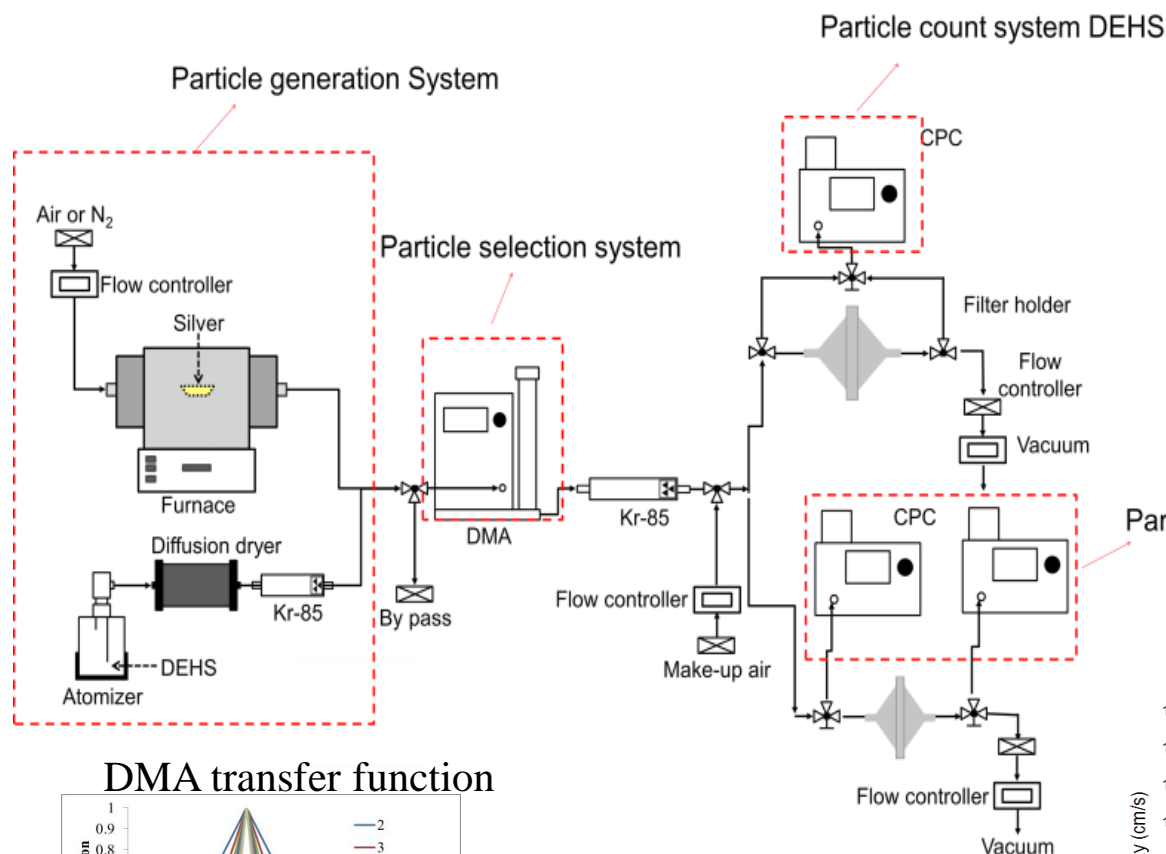 Particle count system DEHS
Particle generation System
CPC
Air or N2
Particle selection system
Flow controller
Filter holder
Silver
Flow
controller
Vacuum
Furnace
Kr-85
CPC
DMA
Diffusion dryer
Flow controller
Kr-85
By pass
DEHS
Make-up air
Atomizer
DMA transfer function
Flow controller
Vacuum
1
0.9
0.8
2
3
(cm/s)